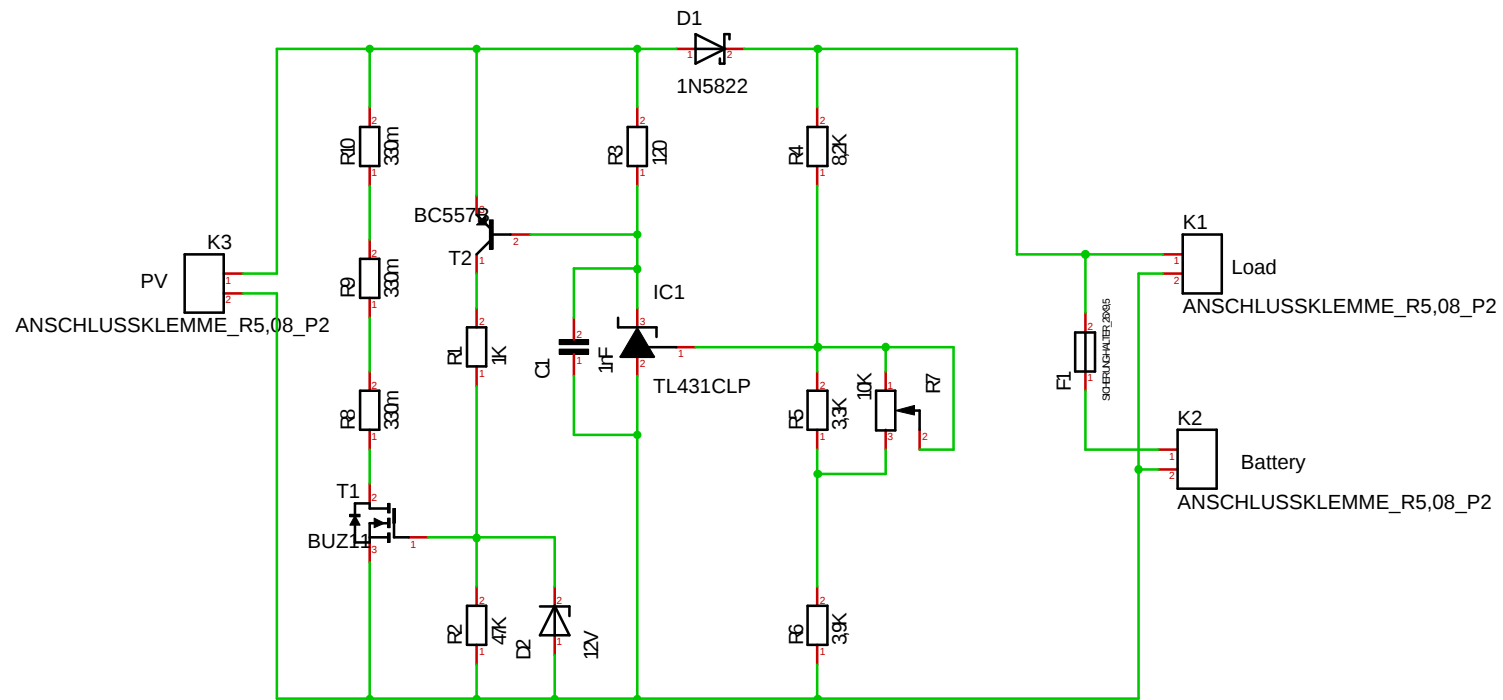 D1
1N5822
R10
330m
R3
120
R4
8,2K
BC557B
T2
K3
PV
ANSCHLUSSKLEMME_R5,08_P2
R9
330m
K1
Load
ANSCHLUSSKLEMME_R5,08_P2
IC1
TL431CLP
R1
1K
C1
1nF
R8
330m
R5
3,3K
10K
R7
F1
K2
Battery
ANSCHLUSSKLEMME_R5,08_P2
T1
BUZ11
R2
47K
D2
12V
R6
3,9K